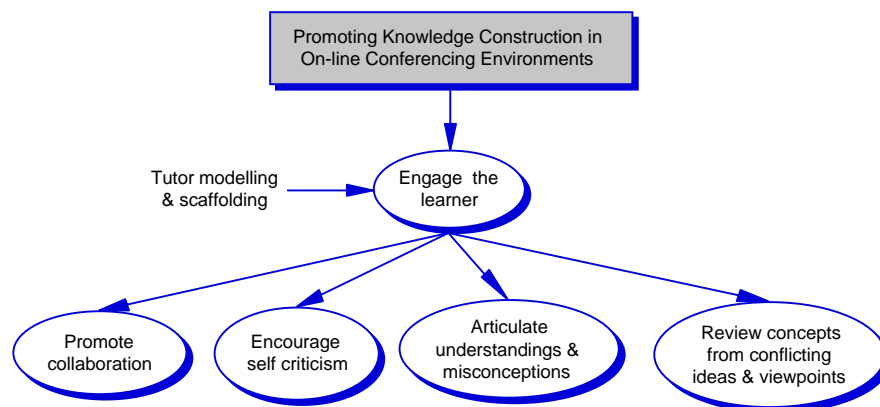 Promoting Knowledge Construction in
On-line Conferencing Environments
Tutor modelling
& scaffolding
Engage the
learner
Promote
collaboration
Encourage
self criticism
Articulate
understandings &
misconceptions
Review concepts
from conflicting
ideas & viewpoints